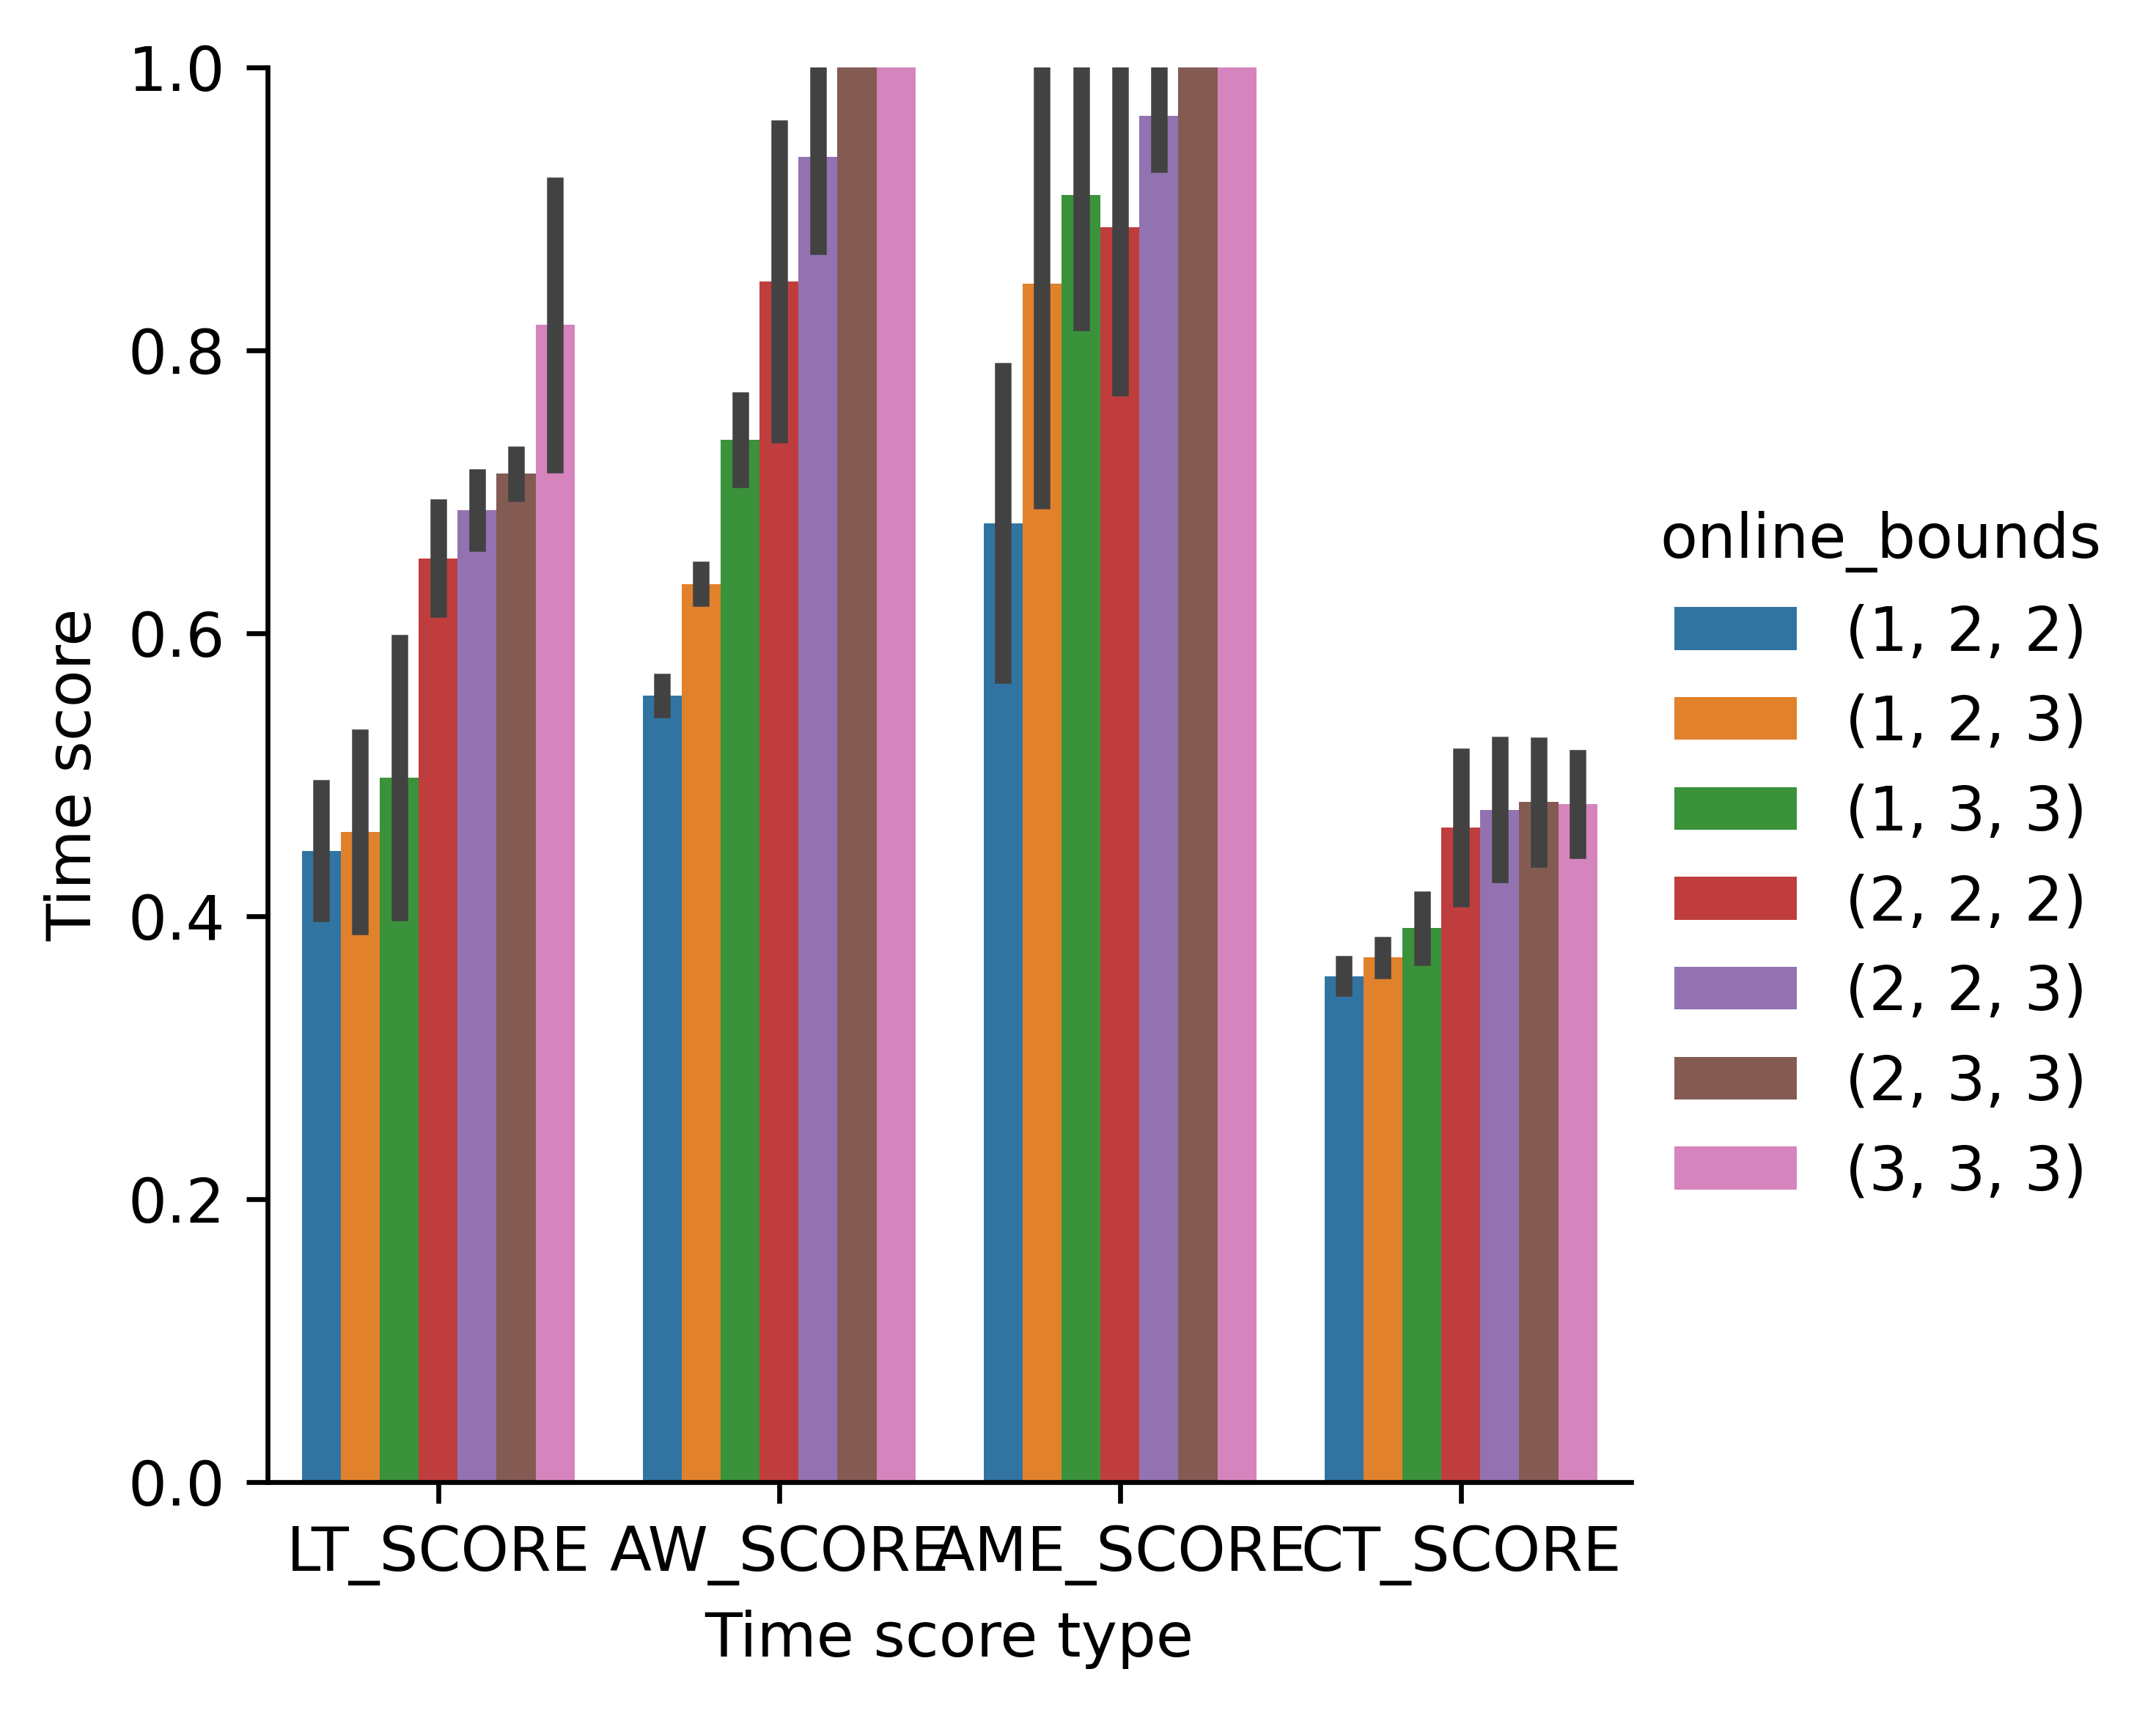 1.0
0.8
0.6
0.4
0.2
0.0
Time score
LT_SCORE
AW_SCORE
AME_SCORE
CT_SCORE
Time score type
online_bounds
(1, 2, 2)
(1, 2, 3)
(1, 3, 3)
(2, 2, 2)
(2, 2, 3)
(2, 3, 3)
(3, 3, 3)